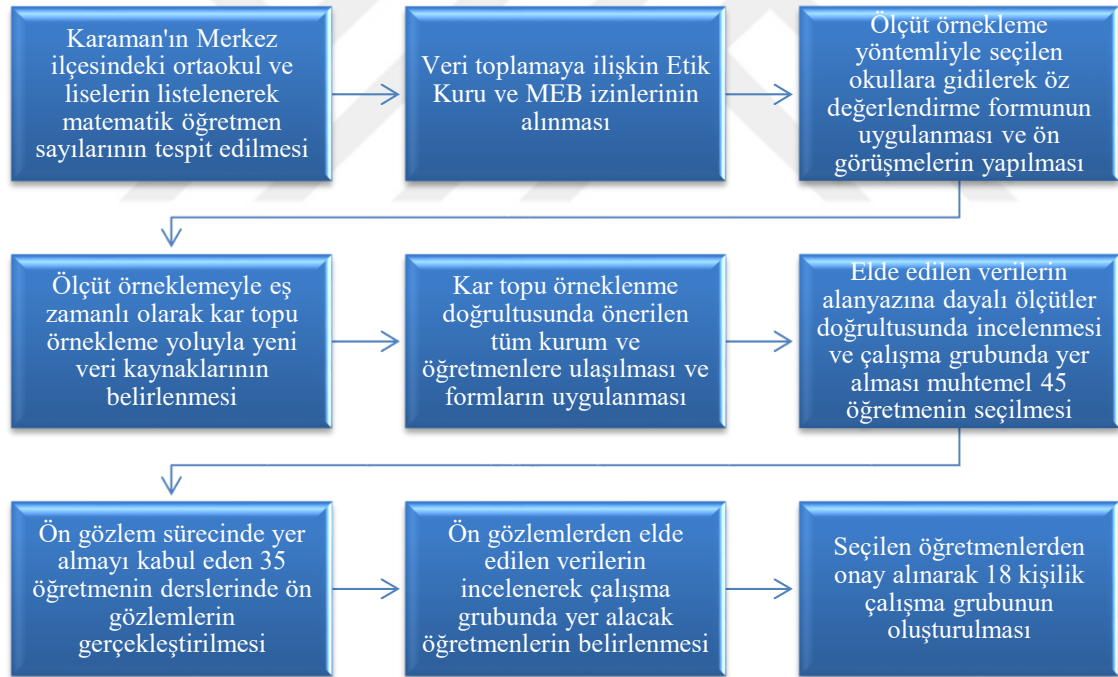 Karaman'ın Merkez
ilçesindeki ortaokul ve
liselerin listelenerek
matematik öğretmen
sayılarının tespit edilmesi
Veri toplamaya ilişkin Etik
Kuru ve MEB izinlerinin
alınması
Ölçüt örnekleme
yöntemliyle seçilen
okullara gidilerek öz
değerlendirme formunun
uygulanması ve ön
görüşmelerin yapılması
Ölçüt örneklemeyle eş
zamanlı olarak kar topu
örnekleme yoluyla yeni
veri kaynaklarının
belirlenmesi
Kar topu örneklenme
doğrultusunda önerilen
tüm kurum ve
öğretmenlere ulaşılması ve
formların uygulanması
Elde edilen verilerin
alanyazına dayalı ölçütler
doğrultusunda incelenmesi
ve çalışma grubunda yer
alması muhtemel 45
öğretmenin seçilmesi
Ön gözlem sürecinde yer
almayı kabul eden 35
öğretmenin derslerinde ön
gözlemlerin
gerçekleştirilmesi
Ön gözlemlerden elde
edilen verilerin
incelenerek çalışma
grubunda yer alacak
öğretmenlerin belirlenmesi
Seçilen öğretmenlerden
onay alınarak 18 kişilik
çalışma grubunun
oluşturulması